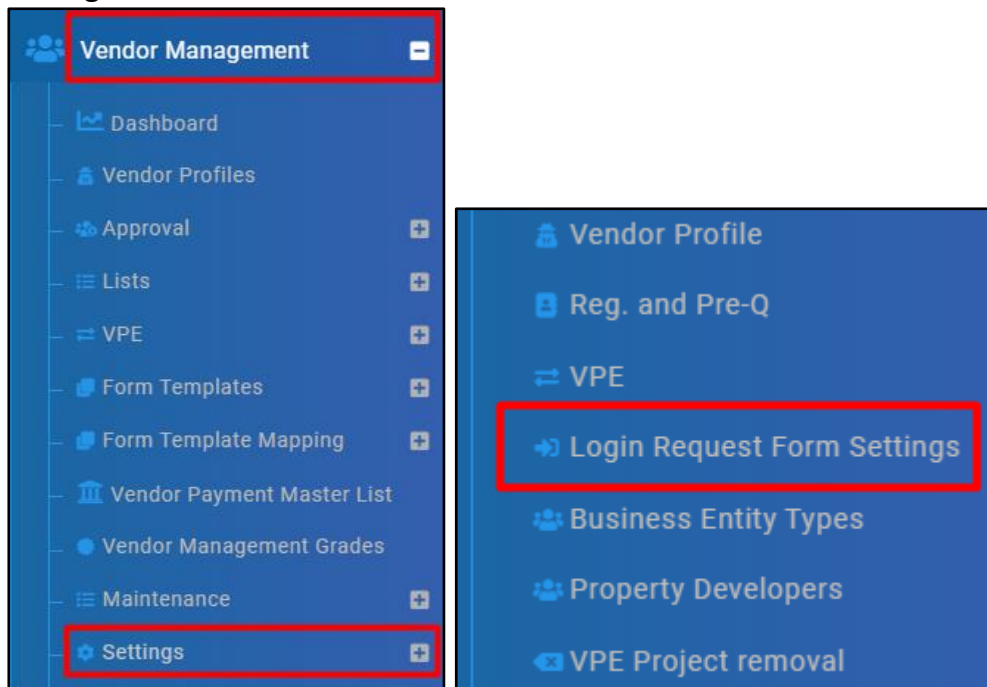 Vendor Management
Dashboard
Vendor Profiles
Approval
Lists
VPE
Form Templates
Form Template Mapping
Vendor Payment Master List
Vendor Management Grades
Maintenance
Settings
Vendor Profile
Reg. and Pre-Q
VPE
Login Request Form Settings
Business Entity Types
Property Developers
VPE Project removal